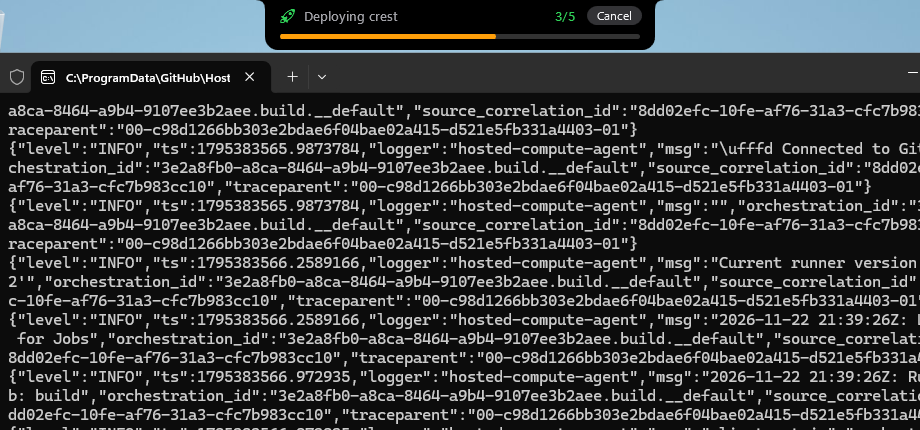 Deploying crest
3/5
Cancel
C:\ProgramData\GitHub\Host
a8ca-8464-a9b4-9107ee3b2aee.build.__default","source_correlation_id":"8dd02efc-10fe-af76-31a3-cfc7b983
raceparent":"00-c98d1266bb303e2bdae6f04bae02a415-d521e5fb331a4403-01"}
{"level":"INFO","ts":1795383565.9873784,"logger":"hosted-compute-agent","msg":"\ufffd Connected to Git
chestration_id":"3e2a8fb0-a8ca-8464-a9b4-9107ee3b2aee.build.__default","source_correlation_id":"8dd02
af76-31a3-cfc7b983cc10","traceparent":"00-c98d1266bb303e2bdae6f04bae02a415-d521e5fb331a4403-01"}
{"level":"INFO","ts":1795383565.9873784,"logger":"hosted-compute-agent","msg":"","orchestration_id":"
a8ca-8464-a9b4-9107ee3b2aee.build.__default","source_correlation_id":"8dd02efc-10fe-af76-31a3-cfc7b98
raceparent":"00-c98d1266bb303e2bdae6f04bae02a415-d521e5fb331a4403-01"}
{"level":"INFO","ts":1795383566.2589166,"logger":"hosted-compute-agent","msg":"Current runner version
2'","orchestration_id":"3e2a8fb0-a8ca-8464-a9b4-9107ee3b2aee.build.__default","source_correlation_id"
c-10fe-af76-31a3-cfc7b983cc10","traceparent":"00-c98d1266bb303e2bdae6f04bae02a415-d521e5fb331a4403-01"
{"level":"INFO","ts":1795383566.2589166,"logger":"hosted-compute-agent","msg":"2026-11-22 21:39:26Z:
for Jobs","orchestration_id":"3e2a8fb0-a8ca-8464-a9b4-9107ee3b2aee.build.__default","source_correlati
8dd02efc-10fe-af76-31a3-cfc7b983cc10","traceparent":"00-c98d1266bb303e2bdae6f04bae02a415-d521e5fb331a4
{"level":"INFO","ts":1795383566.972935,"logger":"hosted-compute-agent","msg":"2026-11-22 21:39:26Z: Ru
b: build","orchestration_id":"3e2a8fb0-a8ca-8464-a9b4-9107ee3b2aee.build.__default","source_correlatio
dd02efc-10fe-af76-31a3-cfc7b983cc10","traceparent":"00-c98d1266bb303e2bdae6f04bae02a415-d521e5fb331a44